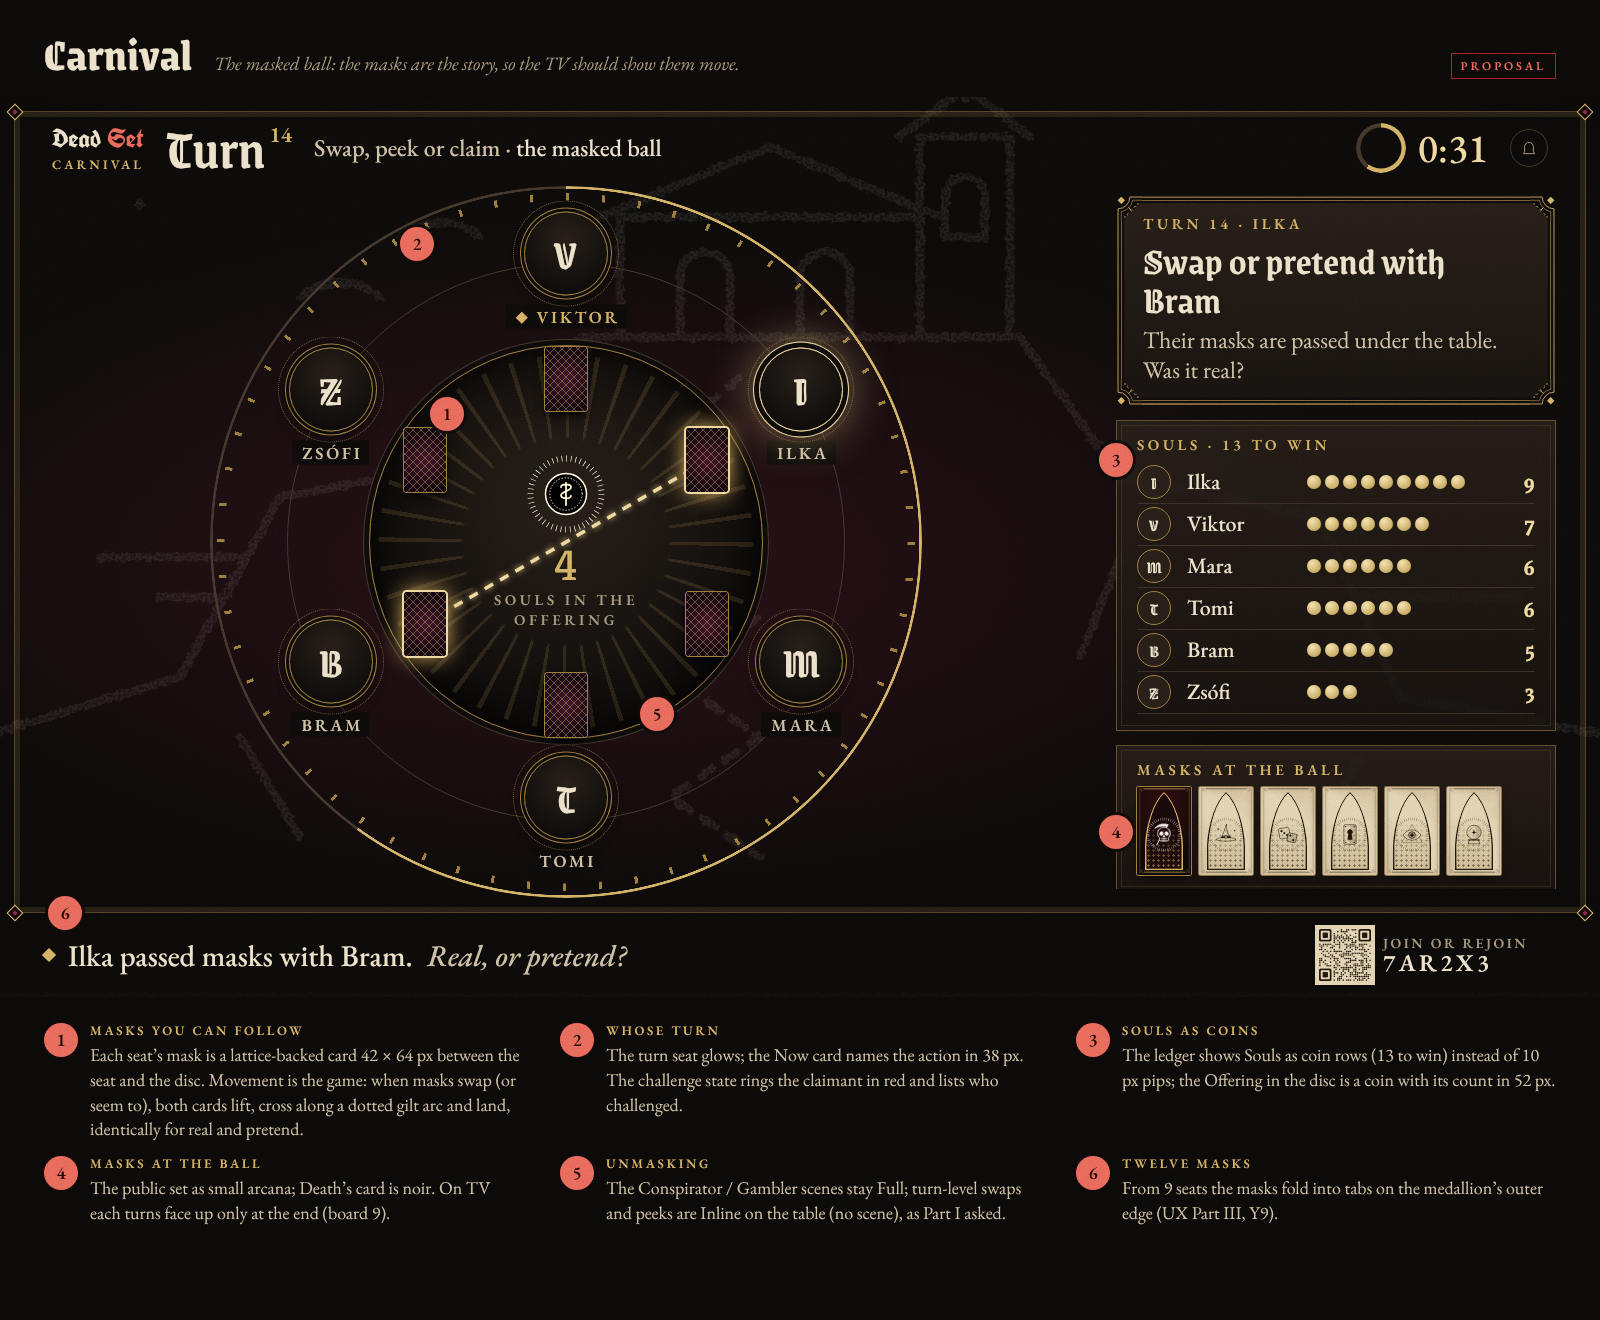 Carnival
The masked ball: the masks are the story, so the TV should show them move.
PROPOSAL
Dead Set
CARNIVAL
Turn 14
Swap, peek or claim · the masked ball
0:31
2
V
VIKTOR
Z
ZSÓFI
I
ILKA
1
4
SOULS IN THE
OFFERING
B
BRAM
M
MARA
5
T
TOMI
TURN 14 · ILKA
Swap or pretend with
Bram
Their masks are passed under the table.
Was it real?
3
SOULS · 13 TO WIN
I Ilka 9
V Viktor 7
M Mara 6
T Tomi 6
B Bram 5
Z Zsófi 3
MASKS AT THE BALL
4
6
Ilka passed masks with Bram. Real, or pretend?
JOIN OR REJOIN
7AR2X3
1
MASKS YOU CAN FOLLOW
Each seat’s mask is a lattice-backed card 42 × 64 px between the
seat and the disc. Movement is the game: when masks swap (or
seem to), both cards lift, cross along a dotted gilt arc and land,
identically for real and pretend.
2
WHOSE TURN
The turn seat glows; the Now card names the action in 38 px.
The challenge state rings the claimant in red and lists who
challenged.
3
SOULS AS COINS
The ledger shows Souls as coin rows (13 to win) instead of 10
px pips; the Offering in the disc is a coin with its count in 52 px.
4
MASKS AT THE BALL
The public set as small arcana; Death’s card is noir. On TV
each turns face up only at the end (board 9).
5
UNMASKING
The Conspirator / Gambler scenes stay Full; turn-level swaps
and peeks are Inline on the table (no scene), as Part I asked.
6
TWELVE MASKS
From 9 seats the masks fold into tabs on the medallion’s outer
edge (UX Part III, Y9).